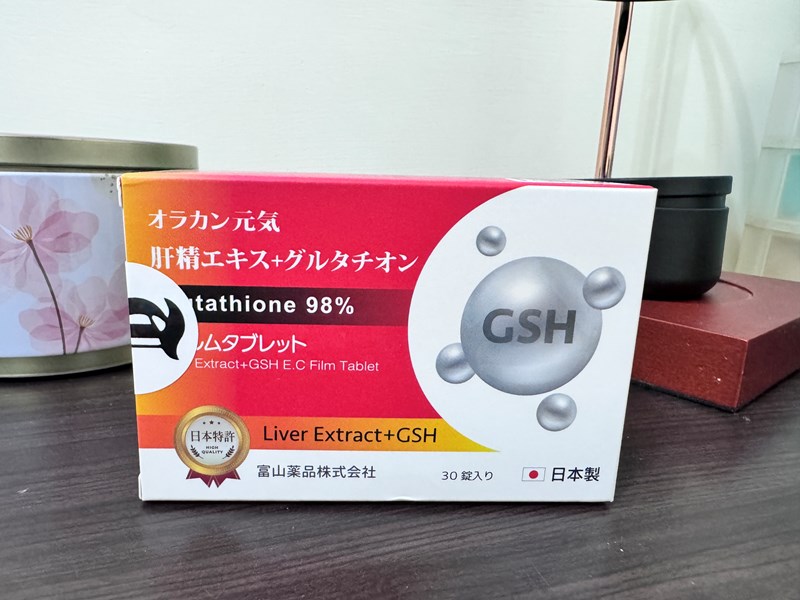 オラカン元気
肝精エキス+グルタチオン
tathione 98%
ムタブレット
Extract+GSH E.C Film Tablet
GSH
日本特許
HIGH
QUALITY
Liver Extract+GSH
富山薬品株式会社
30 錠入り
日本製